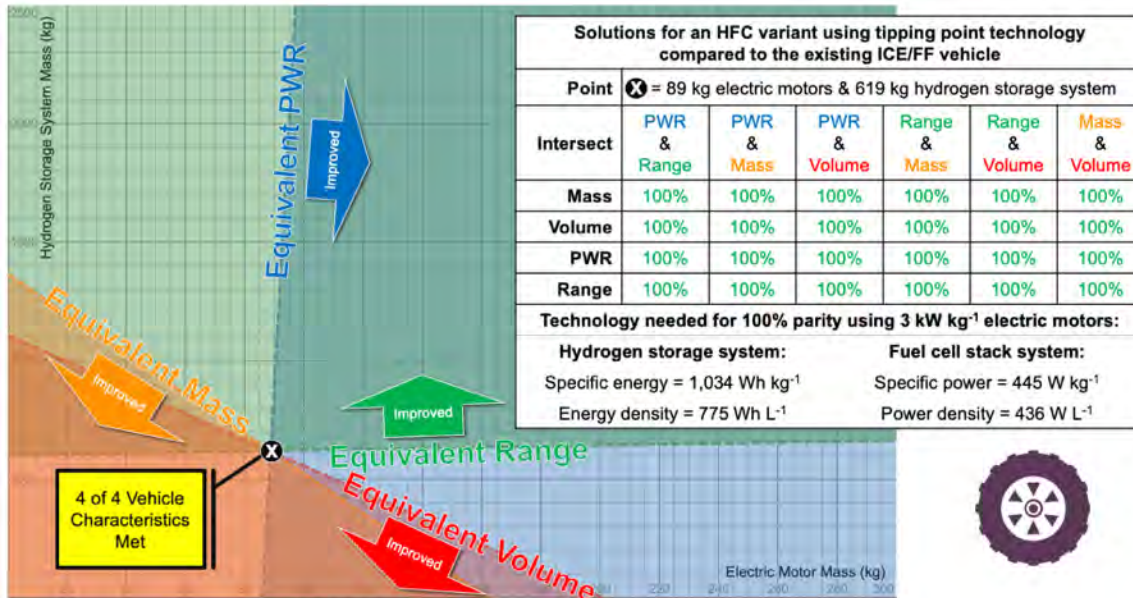 2500
Hydrogen Storage System Mass (kg)
Equivalent PWR
Improved
Equivalent Mass
Improved
Improved
Equivalent Range
Equivalent Volume
Improved
4 of 4 Vehicle
Characteristics
Met
X
220
240
260
280
300
Electric Motor Mass (kg)
Solutions for an HFC variant using tipping point technology
compared to the existing ICE/FF vehicle
Point X = 89 kg electric motors & 619 kg hydrogen storage system
Intersect PWR & Range PWR & Mass PWR & Volume Range & Mass Range & Volume Mass & Volume
Mass 100% 100% 100% 100% 100% 100%
Volume 100% 100% 100% 100% 100% 100%
PWR 100% 100% 100% 100% 100% 100%
Range 100% 100% 100% 100% 100% 100%
Technology needed for 100% parity using 3 kW kg⁻¹ electric motors:
Hydrogen storage system: Fuel cell stack system:
Specific energy = 1,034 Wh kg⁻¹ Specific power = 445 W kg⁻¹
Energy density = 775 Wh L⁻¹ Power density = 436 W L⁻¹